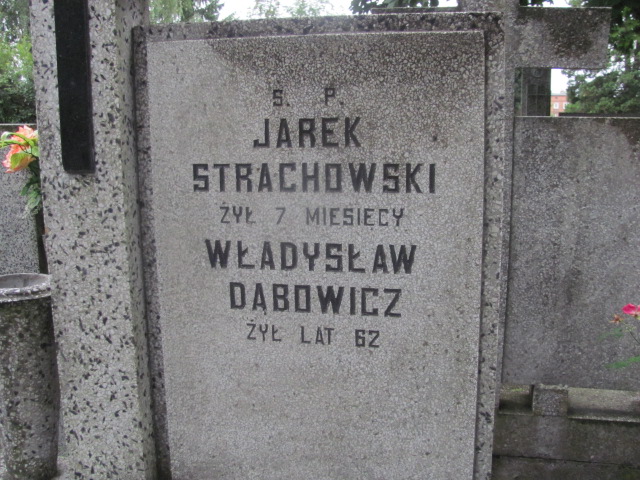 Ś. P.
JAREK
STRACHOWSKI
ŻYŁ 7 MIESIĘCY
WŁADYSŁAW
DĄBOWICZ
ŻYŁ LAT 62